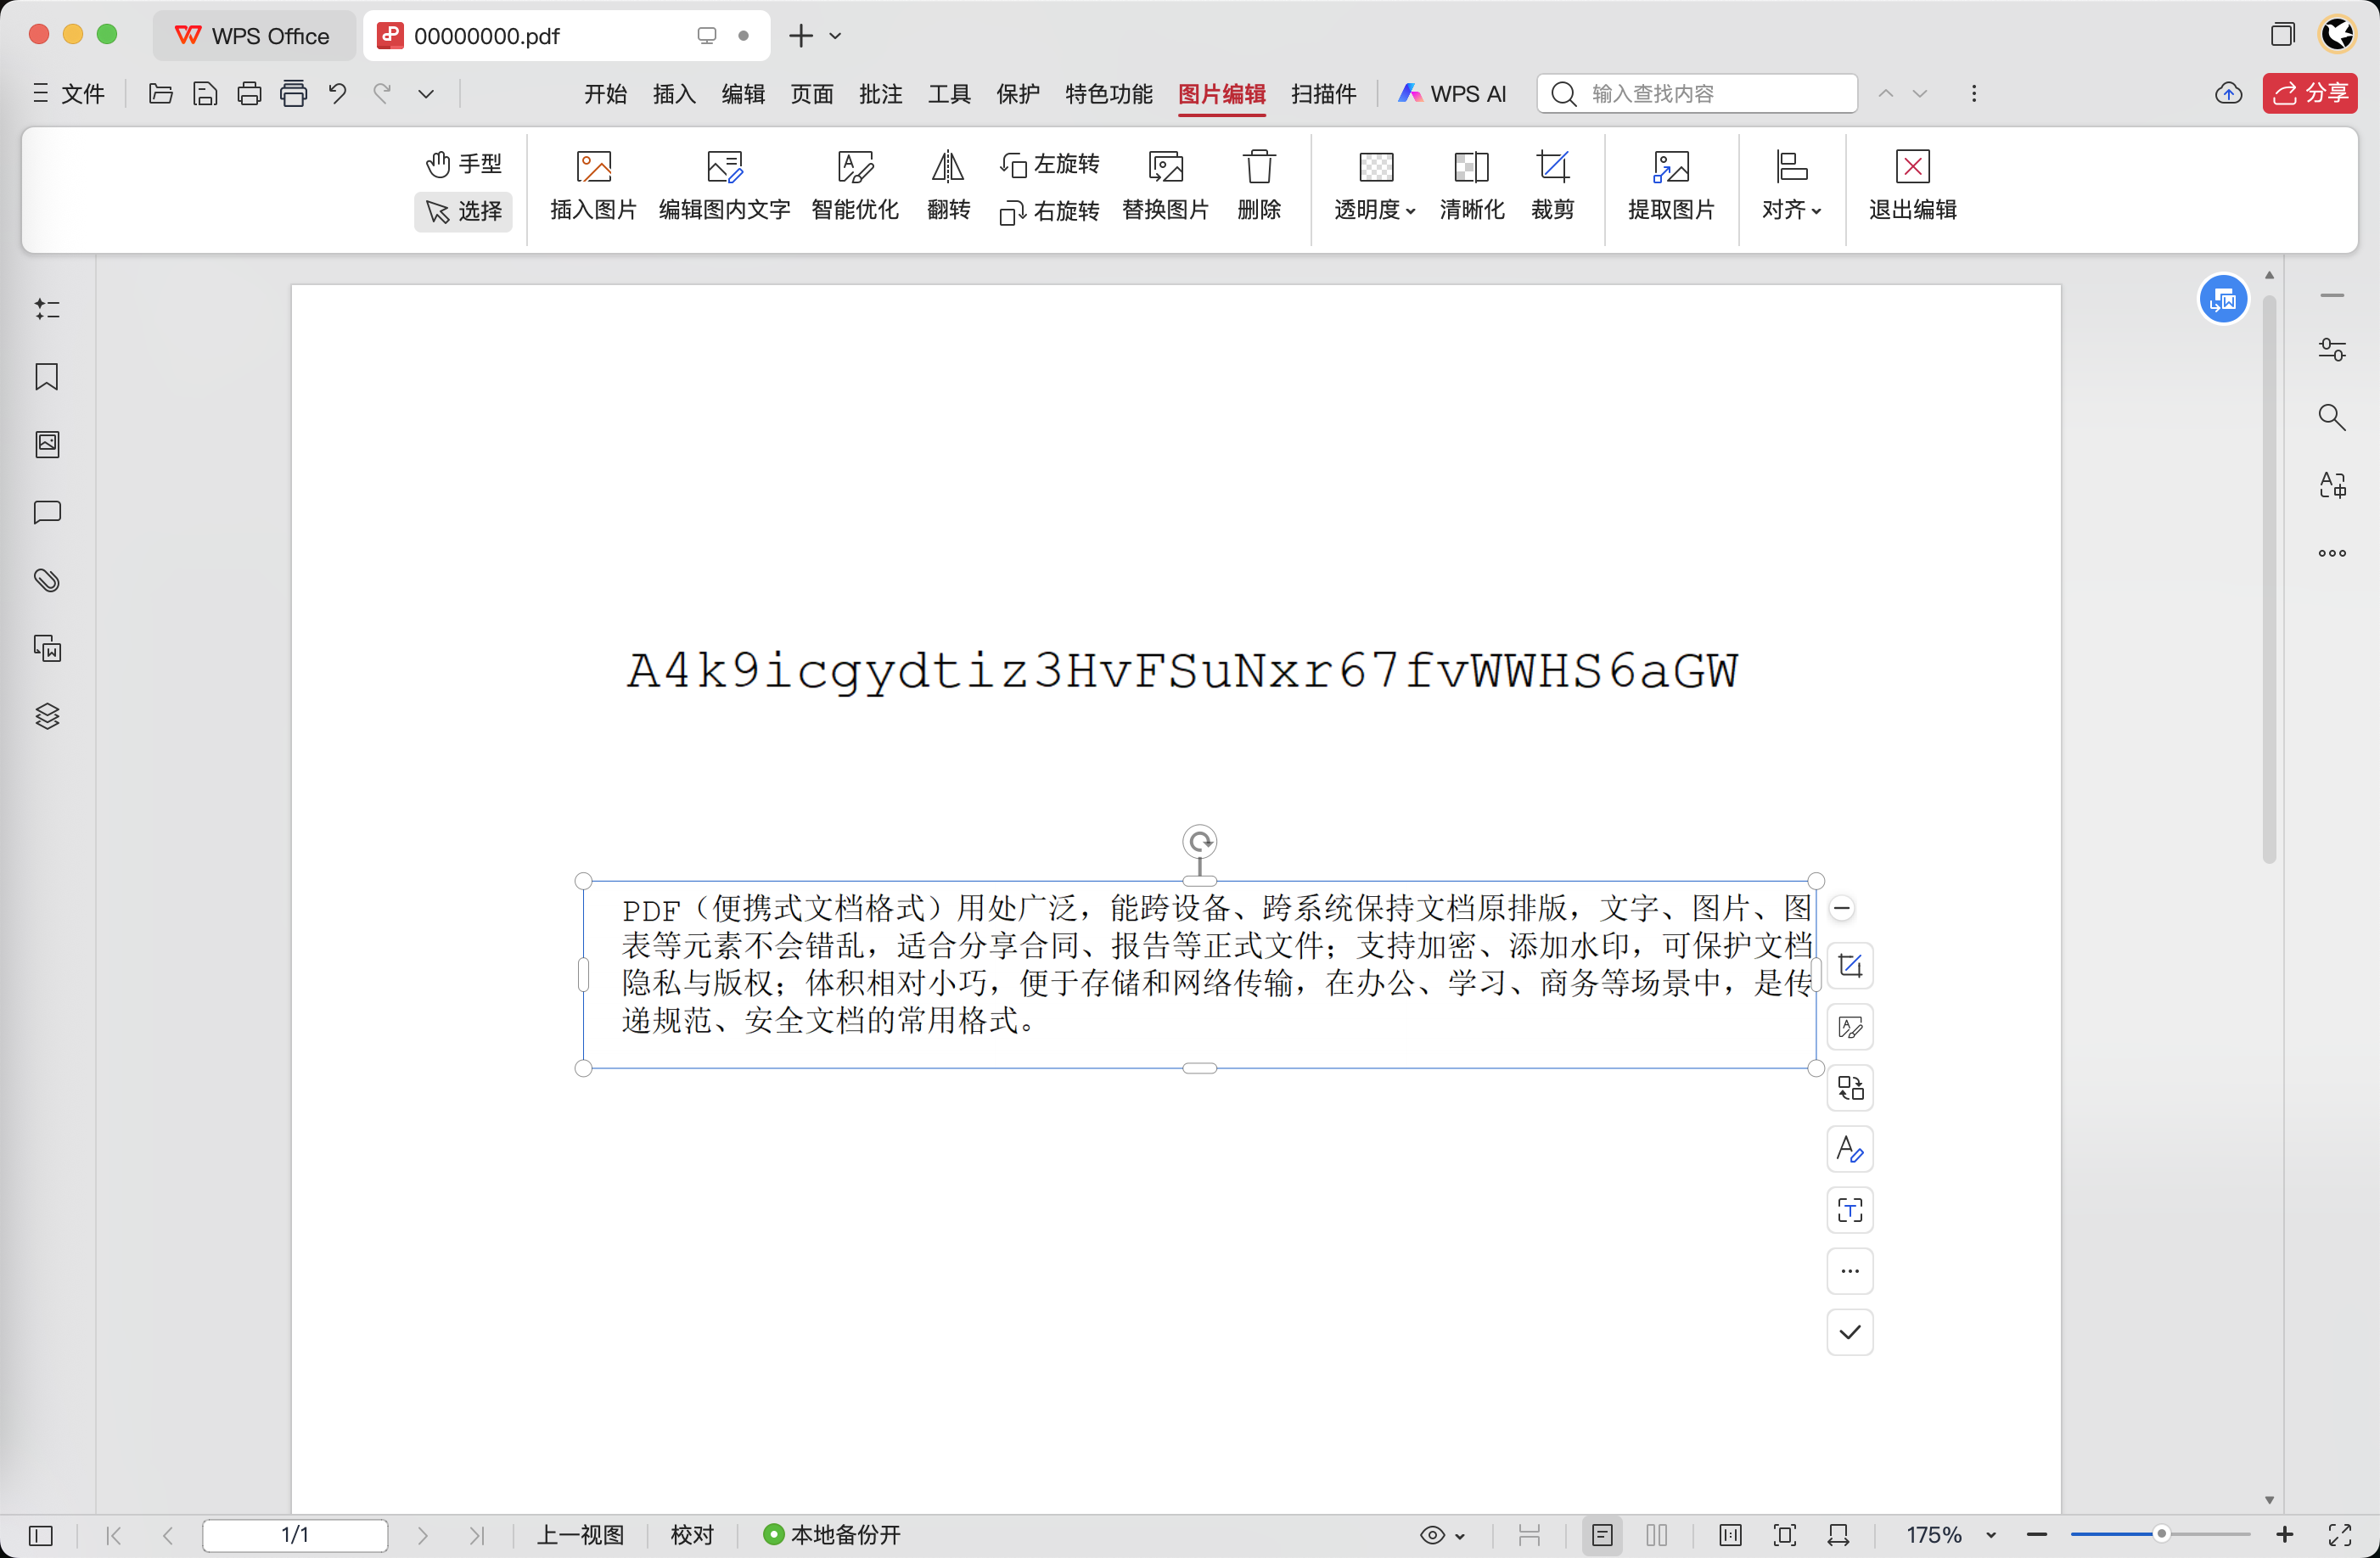 WPS Office
00000000.pdf
文件
开始 插入 编辑 页面 批注 工具 保护 特色功能 图片编辑 扫描件 WPS AI
输入查找内容
分享
手型
选择
插入图片 编辑图内文字 智能优化 翻转
左旋转
右旋转
替换图片 删除 透明度 清晰化 裁剪 提取图片 对齐 退出编辑
A4k9icgydtiz3HvFSuNxr67fvWWHS6aGW
PDF（便携式文档格式）用处广泛，能跨设备、跨系统保持文档原排版，文字、图片、图
表等元素不会错乱，适合分享合同、报告等正式文件；支持加密、添加水印，可保护文档
隐私与版权；体积相对小巧，便于存储和网络传输，在办公、学习、商务等场景中，是传
递规范、安全文档的常用格式。
1/1 上一视图 校对 本地备份开 175%